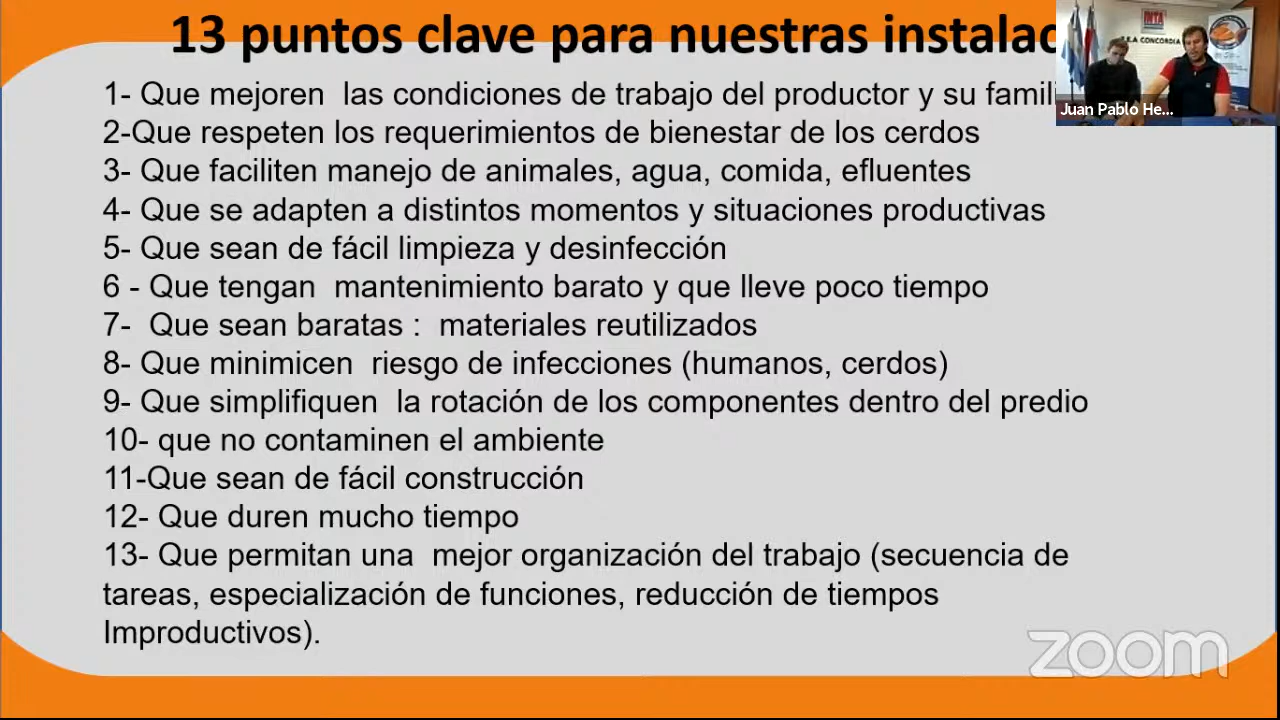 13 puntos clave para nuestras instalac
1- Que mejoren  las condiciones de trabajo del productor y su famil
2-Que respeten los requerimientos de bienestar de los cerdos
3- Que faciliten manejo de animales, agua, comida, efluentes
4- Que se adapten a distintos momentos y situaciones productivas
5- Que sean de fácil limpieza y desinfección
6 - Que tengan  mantenimiento barato y que lleve poco tiempo
7-  Que sean baratas :  materiales reutilizados
8- Que minimicen  riesgo de infecciones (humanos, cerdos)
9- Que simplifiquen  la rotación de los componentes dentro del predio
10- que no contaminen el ambiente
11-Que sean de fácil construcción
12- Que duren mucho tiempo
13- Que permitan una  mejor organización del trabajo (secuencia de
tareas, especialización de funciones, reducción de tiempos
Improductivos).
INTA
E.E.A CONCORDIA
Juan Pablo He...
zoom